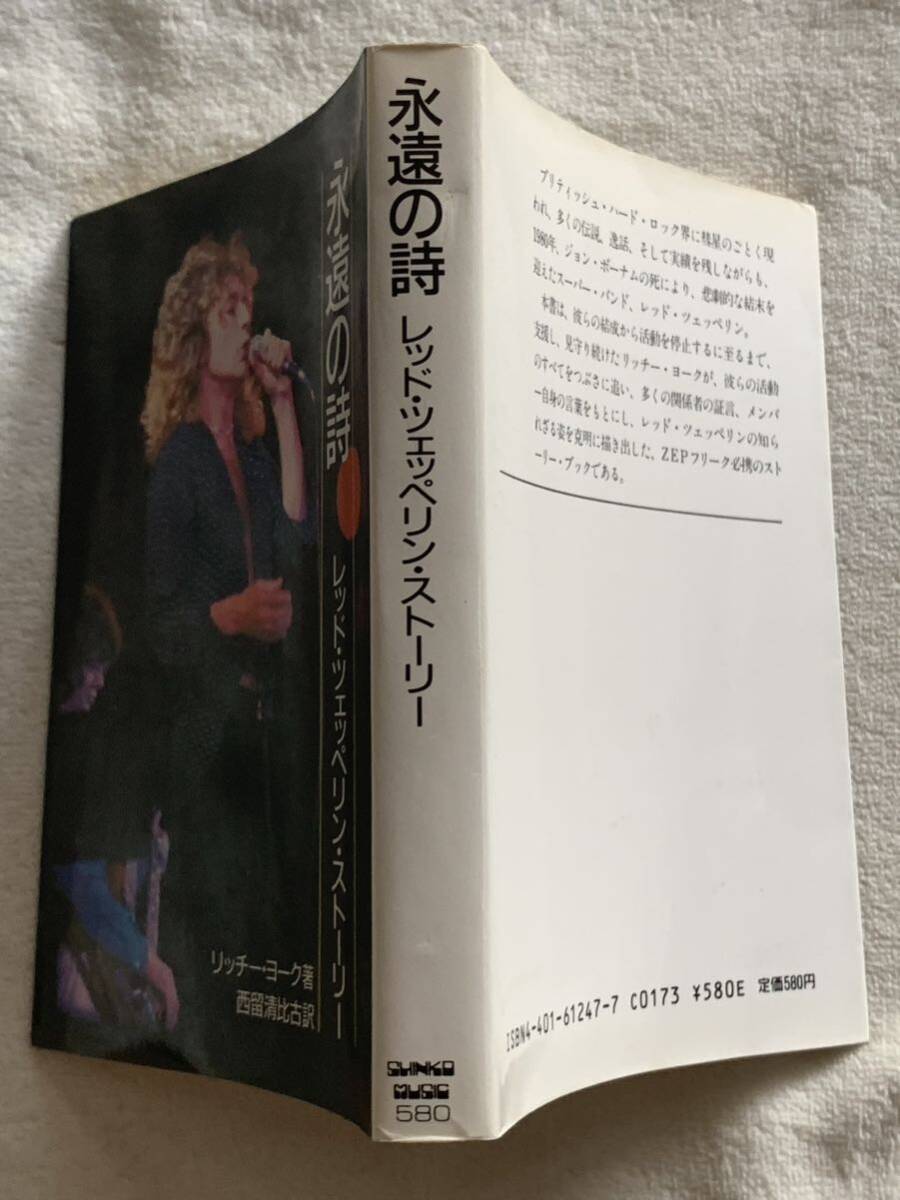 永遠の詩
レッド・ツェッペリン・ストーリー
リッチー・ヨーク著
西留清比古訳
永遠の詩 レッド・ツェッペリン・ストーリー
SHINKO
MUSIC
580
ブリティッシュ・ハード・ロック界に彗星のごとく現
われ、多くの伝説、逸話、そして実績を残しながらも、
1980年、ジョン・ボーナムの死により、悲劇的な結末を
迎えたスーパー・バンド、レッド・ツェッペリン。
本書は、彼らの結成から活動を停止するに至るまで、
支援し、見守り続けたリッチー・ヨークが、彼らの活動
のすべてをつぶさに追い、多くの関係者の証言、メンバ
ー自身の言葉をもとにし、レッド・ツェッペリンの知ら
れざる姿を克明に描き出した、ZEPフリーク必携のスト
ーリー・ブックである。
ISBN4-401-61247-7 C0173 ¥580E 定価580円